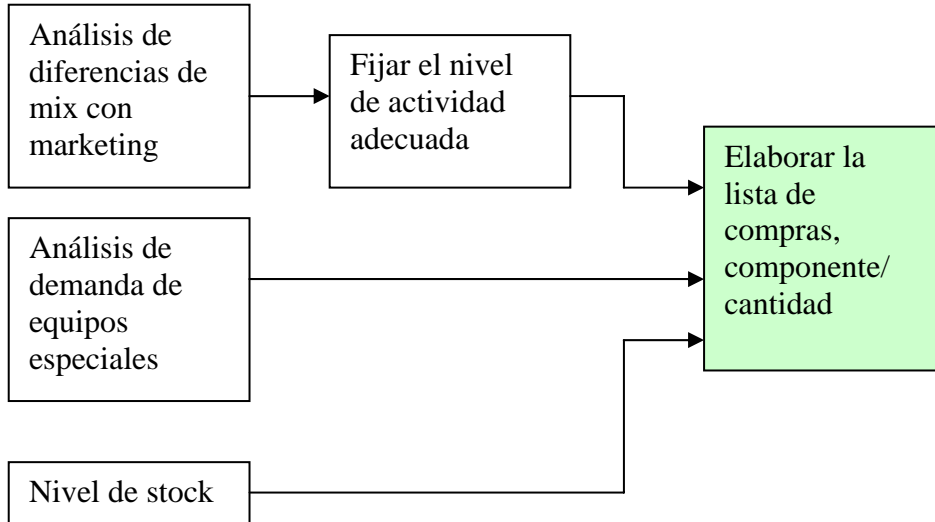 Análisis de
diferencias de
mix con
marketing
Fijar el nivel
de actividad
adecuada
Elaborar la
lista de
compras,
componente/
cantidad
Análisis de
demanda de
equipos
especiales
Nivel de stock